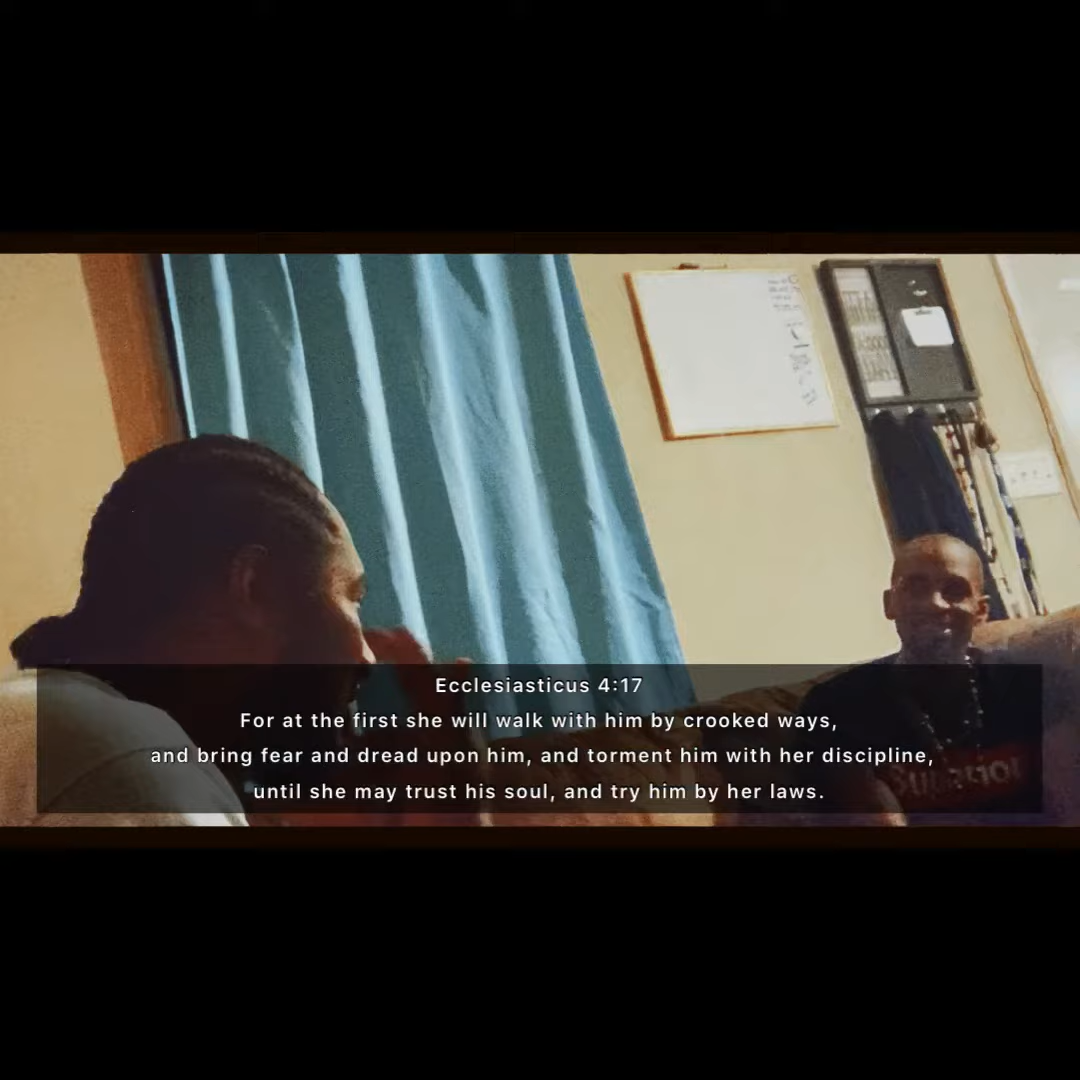 Ecclesiasticus 4:17
For at the first she will walk with him by crooked ways,
and bring fear and dread upon him, and torment him with her discipline,
until she may trust his soul, and try him by her laws.